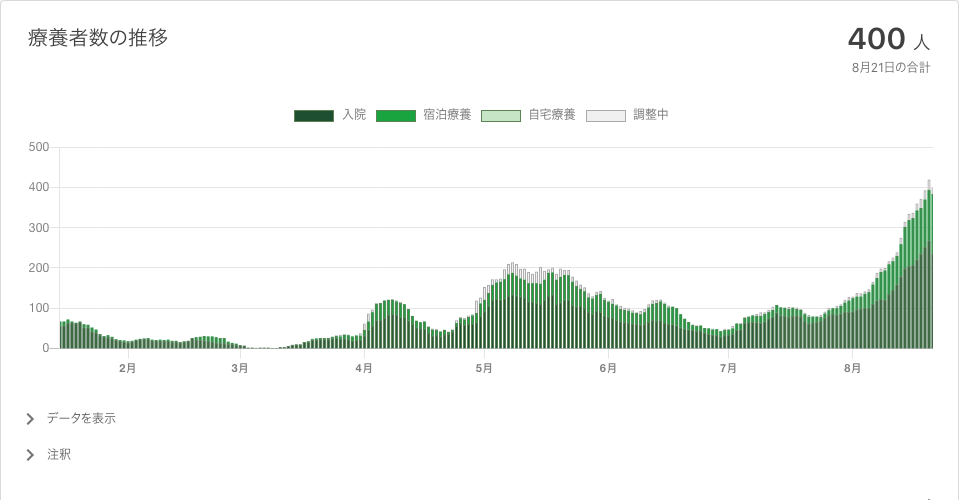 療養者数の推移
400 人
8月21日の合計
入院 宿泊療養 自宅療養 調整中
500
400
300
200
100
0
2月 3月 4月 5月 6月 7月 8月
データを表示
注釈